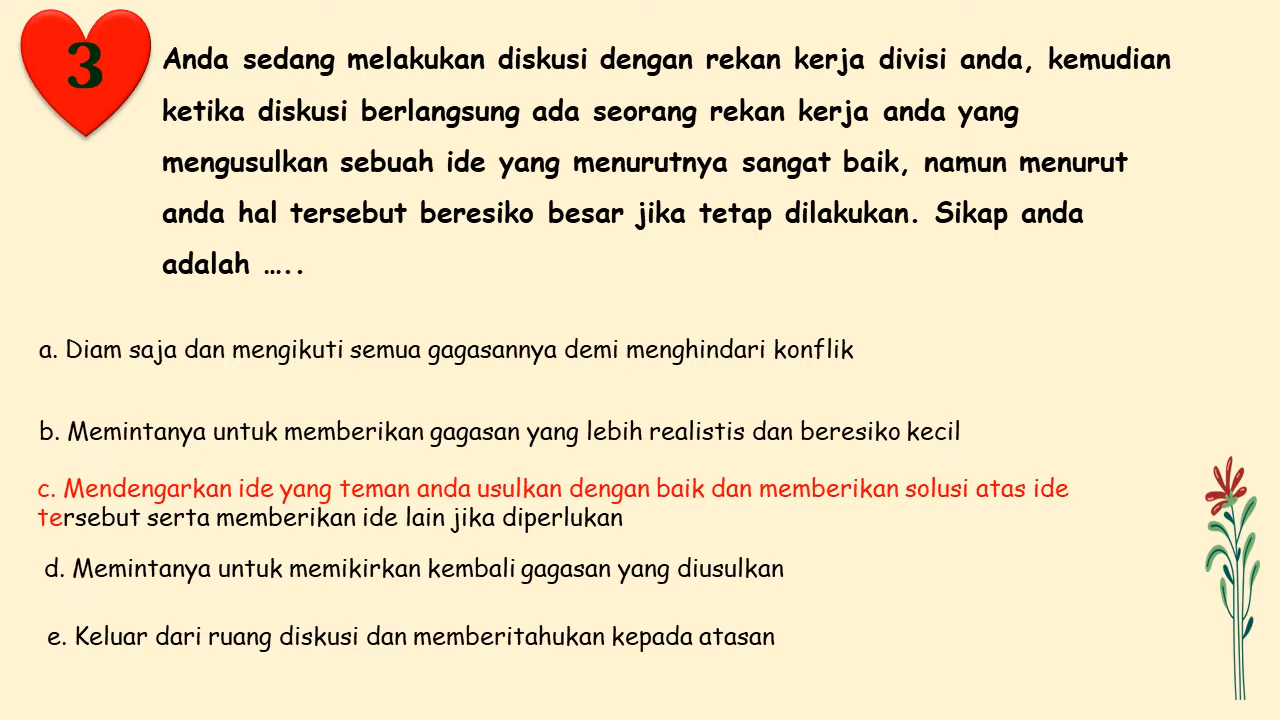 3
Anda sedang melakukan diskusi dengan rekan kerja divisi anda, kemudian
ketika diskusi berlangsung ada seorang rekan kerja anda yang
mengusulkan sebuah ide yang menurutnya sangat baik, namun menurut
anda hal tersebut beresiko besar jika tetap dilakukan. Sikap anda
adalah …..
a. Diam saja dan mengikuti semua gagasannya demi menghindari konflik
b. Memintanya untuk memberikan gagasan yang lebih realistis dan beresiko kecil
c. Mendengarkan ide yang teman anda usulkan dengan baik dan memberikan solusi atas ide
tersebut serta memberikan ide lain jika diperlukan
d. Memintanya untuk memikirkan kembali gagasan yang diusulkan
e. Keluar dari ruang diskusi dan memberitahukan kepada atasan